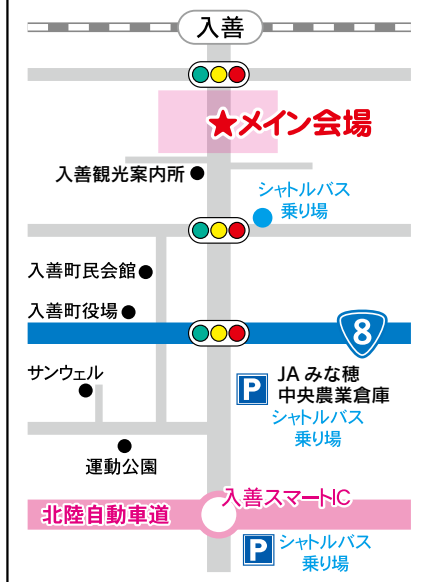 入善
★メイン会場
入善観光案内所
シャトルバス
乗り場
入善町民会館
入善町役場
8
サンウェル
P
JA みな穂
中央農業倉庫
シャトルバス
乗り場
運動公園
入善スマートIC
北陸自動車道
P
シャトルバス
乗り場